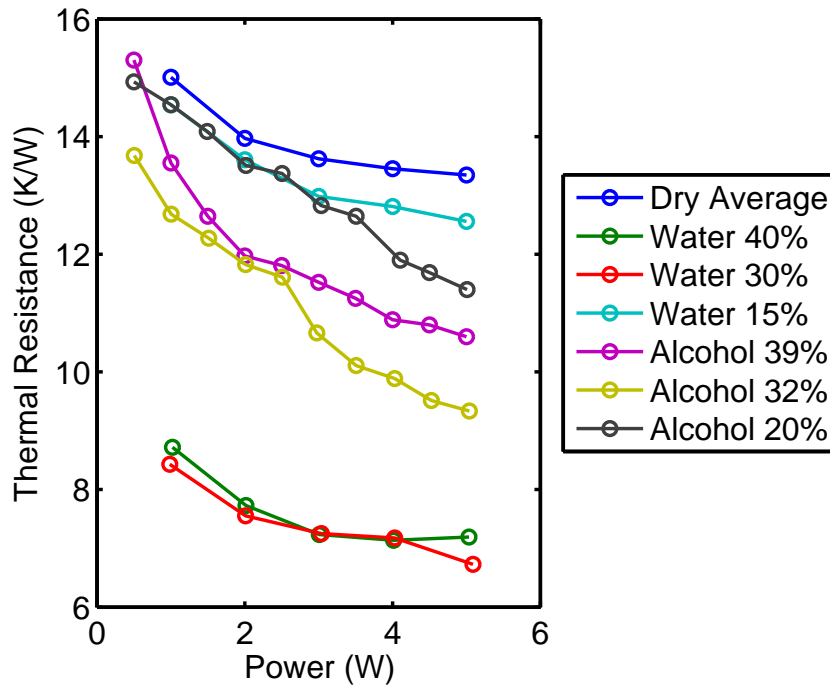 16
14
12
10
8
6
0
2
4
6
Thermal Resistance (K/W)
Power (W)
Dry Average
Water 40%
Water 30%
Water 15%
Alcohol 39%
Alcohol 32%
Alcohol 20%